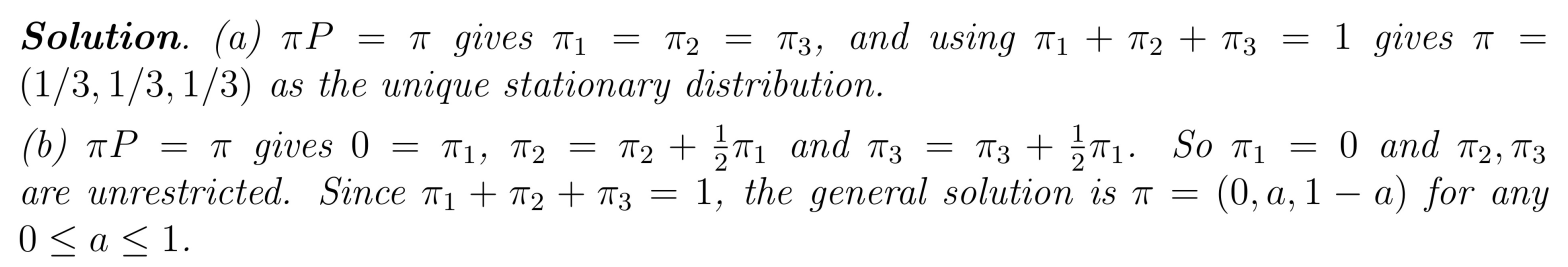 Solution. (a) πP = π gives π₁ = π₂ = π₃, and using π₁ + π₂ + π₃ = 1 gives π =
(1/3, 1/3, 1/3) as the unique stationary distribution.
(b) πP = π gives 0 = π₁, π₂ = π₂ + ½π₁ and π₃ = π₃ + ½π₁. So π₁ = 0 and π₂, π₃
are unrestricted. Since π₁ + π₂ + π₃ = 1, the general solution is π = (0, a, 1 − a) for any
0 ≤ a ≤ 1.